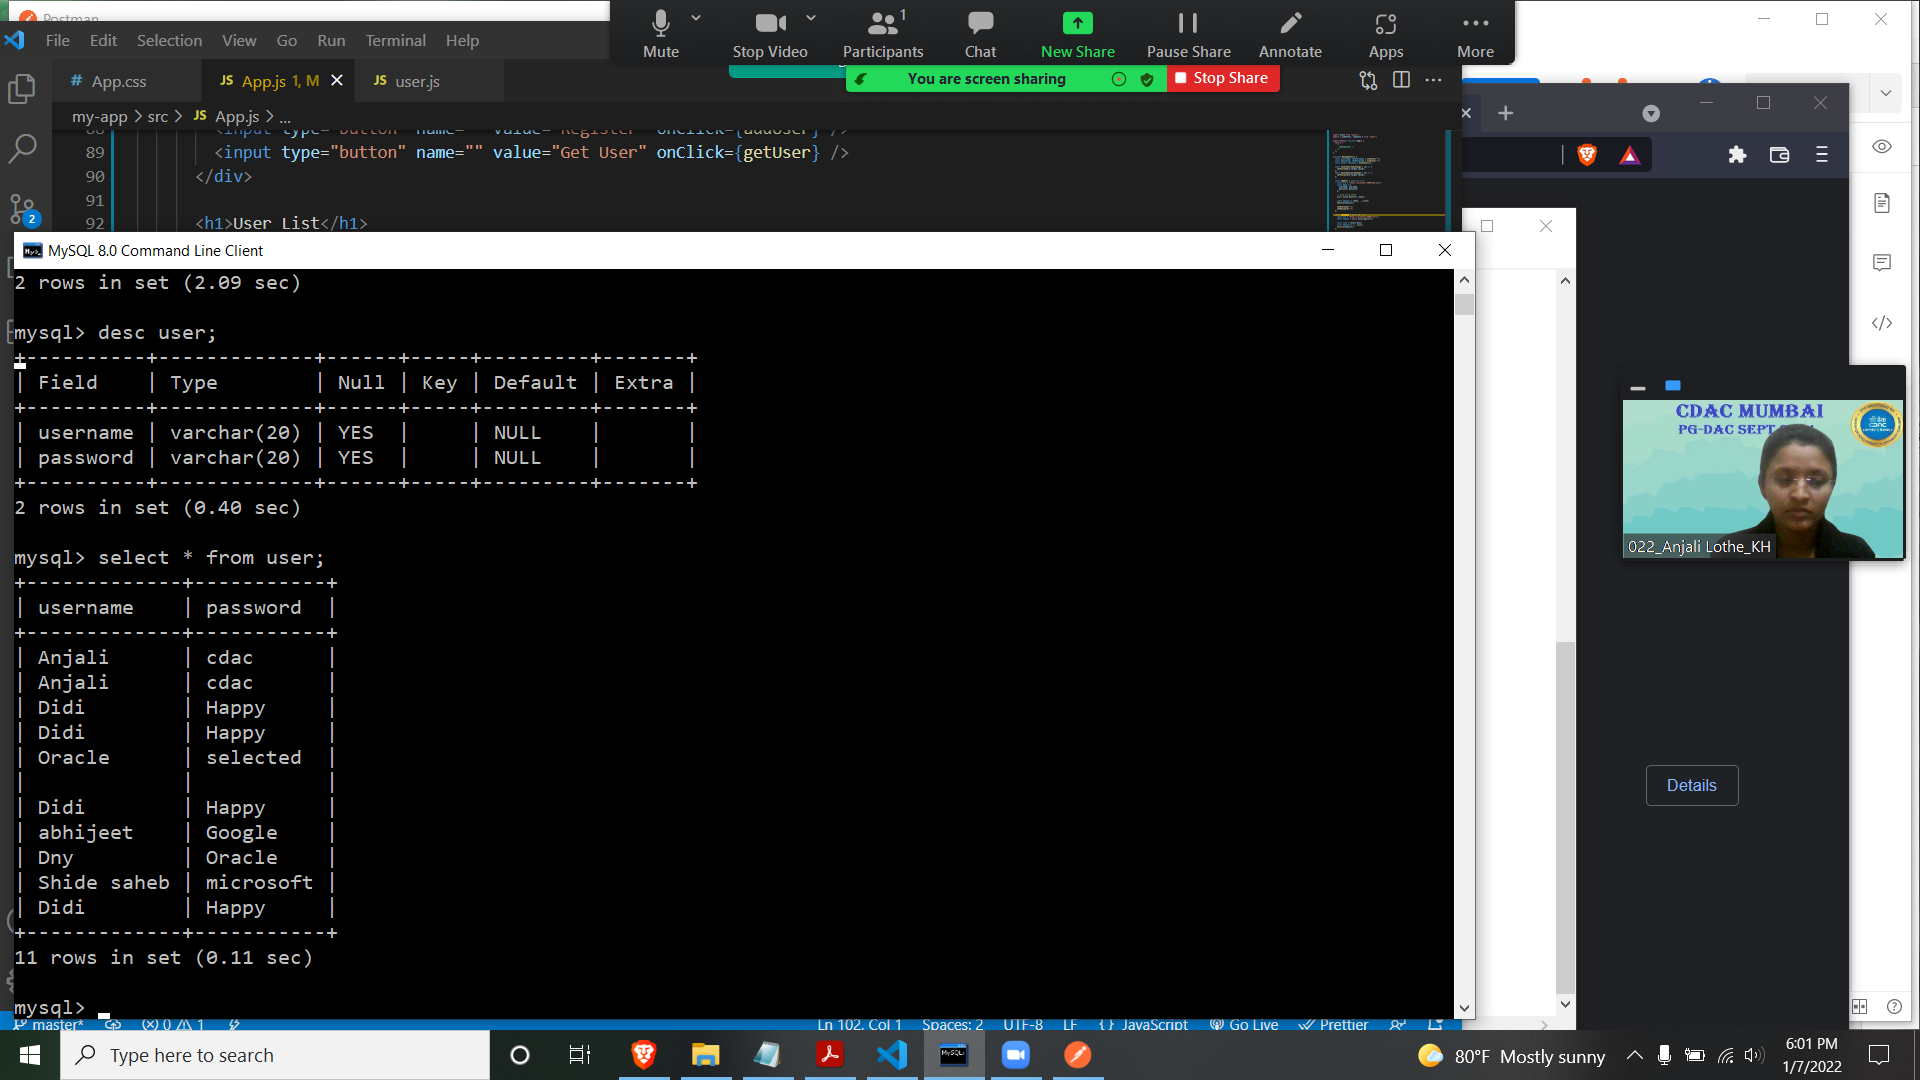 Postman
File Edit Selection View Go Run Terminal Help
Mute Stop Video Participants 1 Chat New Share Pause Share Annotate Apps More
You are screen sharing Stop Share
# App.css JS App.js 1, M JS user.js
my-app > src > JS App.js > ...
88 <input type="button" name="" value="Register" onClick={addUser} />
89 <input type="button" name="" value="Get User" onClick={getUser} />
90 </div>
91
92 <h1>User List</h1>
2
MySQL 8.0 Command Line Client
2 rows in set (2.09 sec)
mysql> desc user;
+----------+-------------+------+-----+---------+-------+
| Field | Type | Null | Key | Default | Extra |
+----------+-------------+------+-----+---------+-------+
| username | varchar(20) | YES | | NULL | |
| password | varchar(20) | YES | | NULL | |
+----------+-------------+------+-----+---------+-------+
2 rows in set (0.40 sec)
mysql> select * from user;
+-------------+-----------+
| username | password |
+-------------+-----------+
| Anjali | cdac |
| Anjali | cdac |
| Didi | Happy |
| Didi | Happy |
| Oracle | selected |
| | |
| Didi | Happy |
| abhijeet | Google |
| Dny | Oracle |
| Shide saheb | microsoft |
| Didi | Happy |
+-------------+-----------+
11 rows in set (0.11 sec)
mysql>
CDAC MUMBAI
PG-DAC SEPT
022_Anjali Lothe_KH
Details
master* 0 1 Ln 102, Col 1 Spaces: 2 UTF-8 LF {} JavaScript Go Live Prettier
Type here to search
80°F Mostly sunny
6:01 PM
1/7/2022